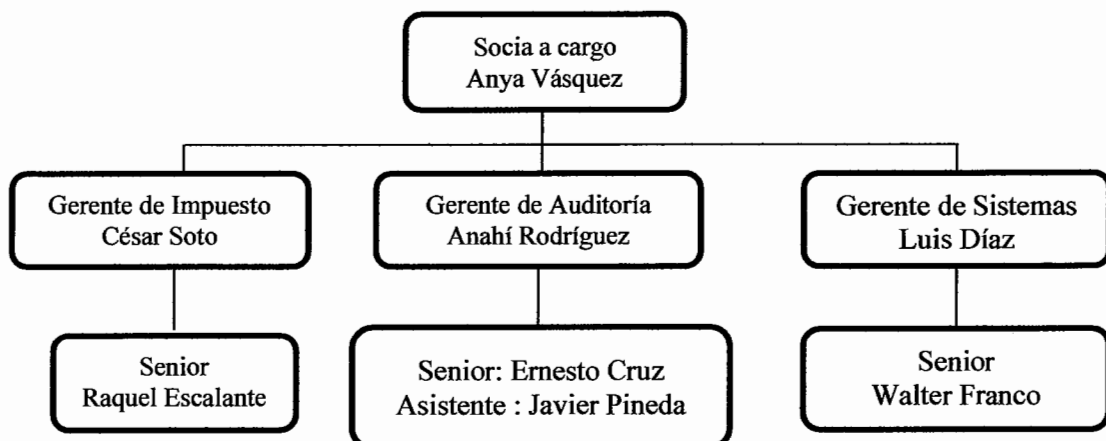 Socia a cargo
Anya Vásquez
Gerente de Impuesto
César Soto
Gerente de Auditoría
Anahí Rodríguez
Gerente de Sistemas
Luis Díaz
Senior
Raquel Escalante
Senior: Ernesto Cruz
Asistente : Javier Pineda
Senior
Walter Franco